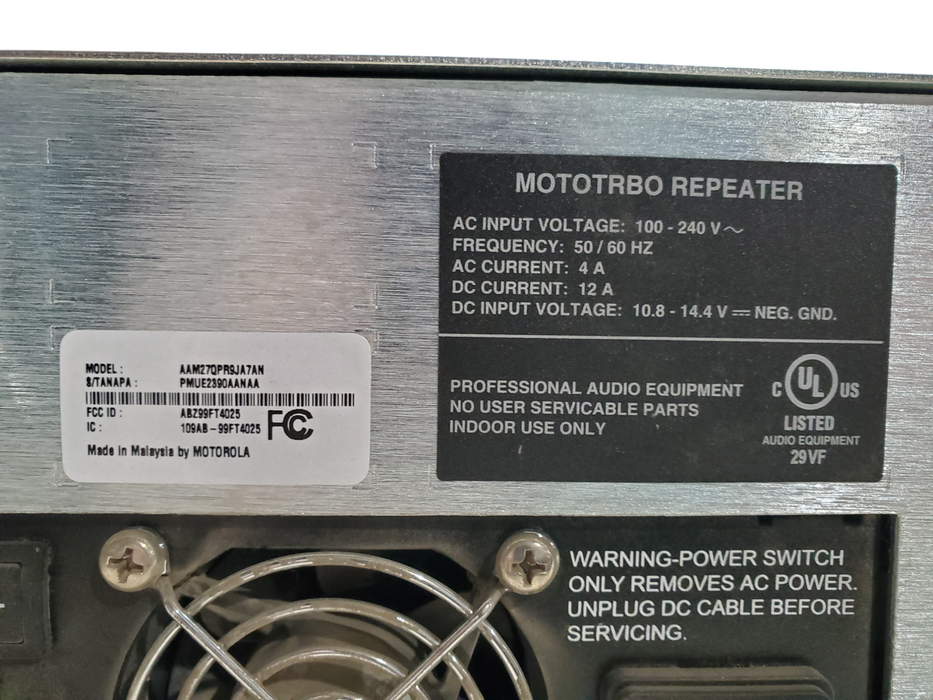 MOTOTRBO REPEATER
AC INPUT VOLTAGE: 100 - 240 V ~
FREQUENCY: 50 / 60 HZ
AC CURRENT: 4 A
DC CURRENT: 12 A
DC INPUT VOLTAGE: 10.8 - 14.4 V ⎓ NEG. GND.
PROFESSIONAL AUDIO EQUIPMENT
NO USER SERVICABLE PARTS
INDOOR USE ONLY
C UL US
LISTED
AUDIO EQUIPMENT
29VF
MODEL : AAM27QPR9JA7AN
S/TANAPA : PMUE2390AANAA
FCC ID : ABZ99FT4025
IC : 109AB - 99FT4025
FC
Made in Malaysia by MOTOROLA
WARNING-POWER SWITCH
ONLY REMOVES AC POWER.
UNPLUG DC CABLE BEFORE
SERVICING.